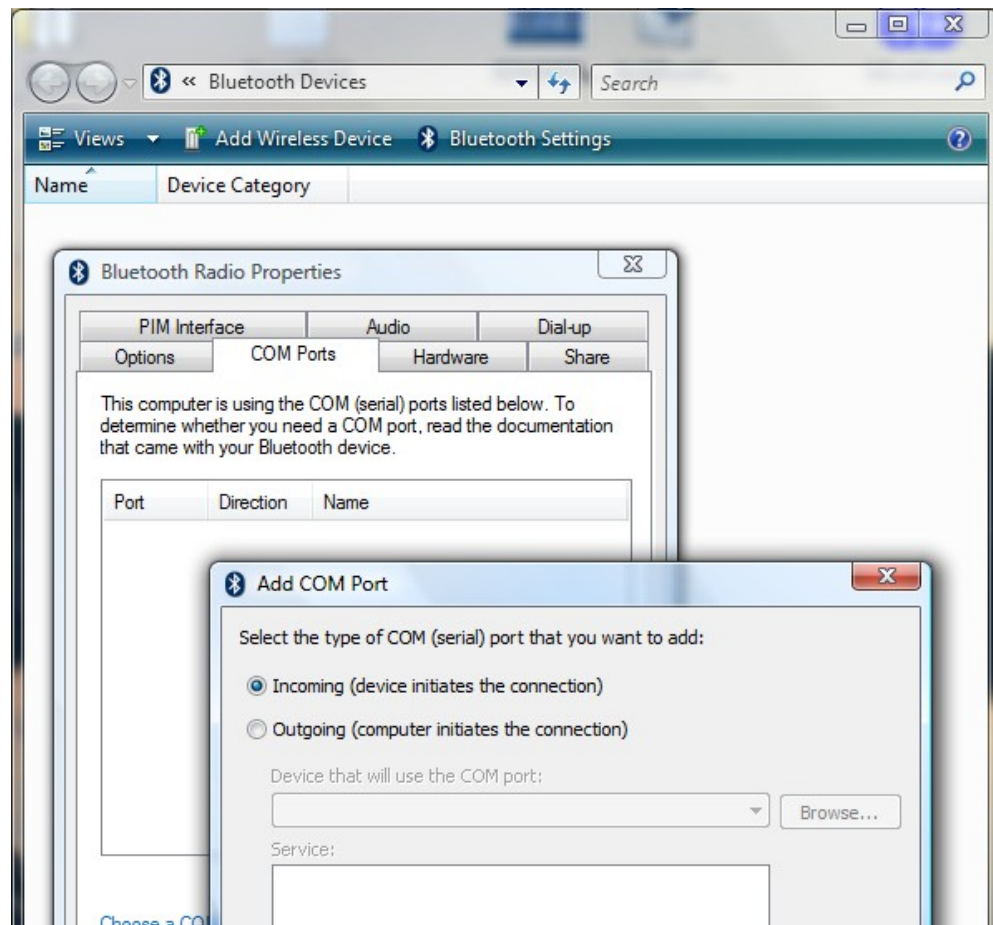 « Bluetooth Devices
Search
Views Add Wireless Device Bluetooth Settings
Name Device Category
Bluetooth Radio Properties
PIM Interface Audio Dial-up
Options COM Ports Hardware Share
This computer is using the COM (serial) ports listed below. To
determine whether you need a COM port, read the documentation
that came with your Bluetooth device.
Port Direction Name
Add COM Port
Select the type of COM (serial) port that you want to add:
Incoming (device initiates the connection)
Outgoing (computer initiates the connection)
Device that will use the COM port:
Browse...
Service:
Choose a